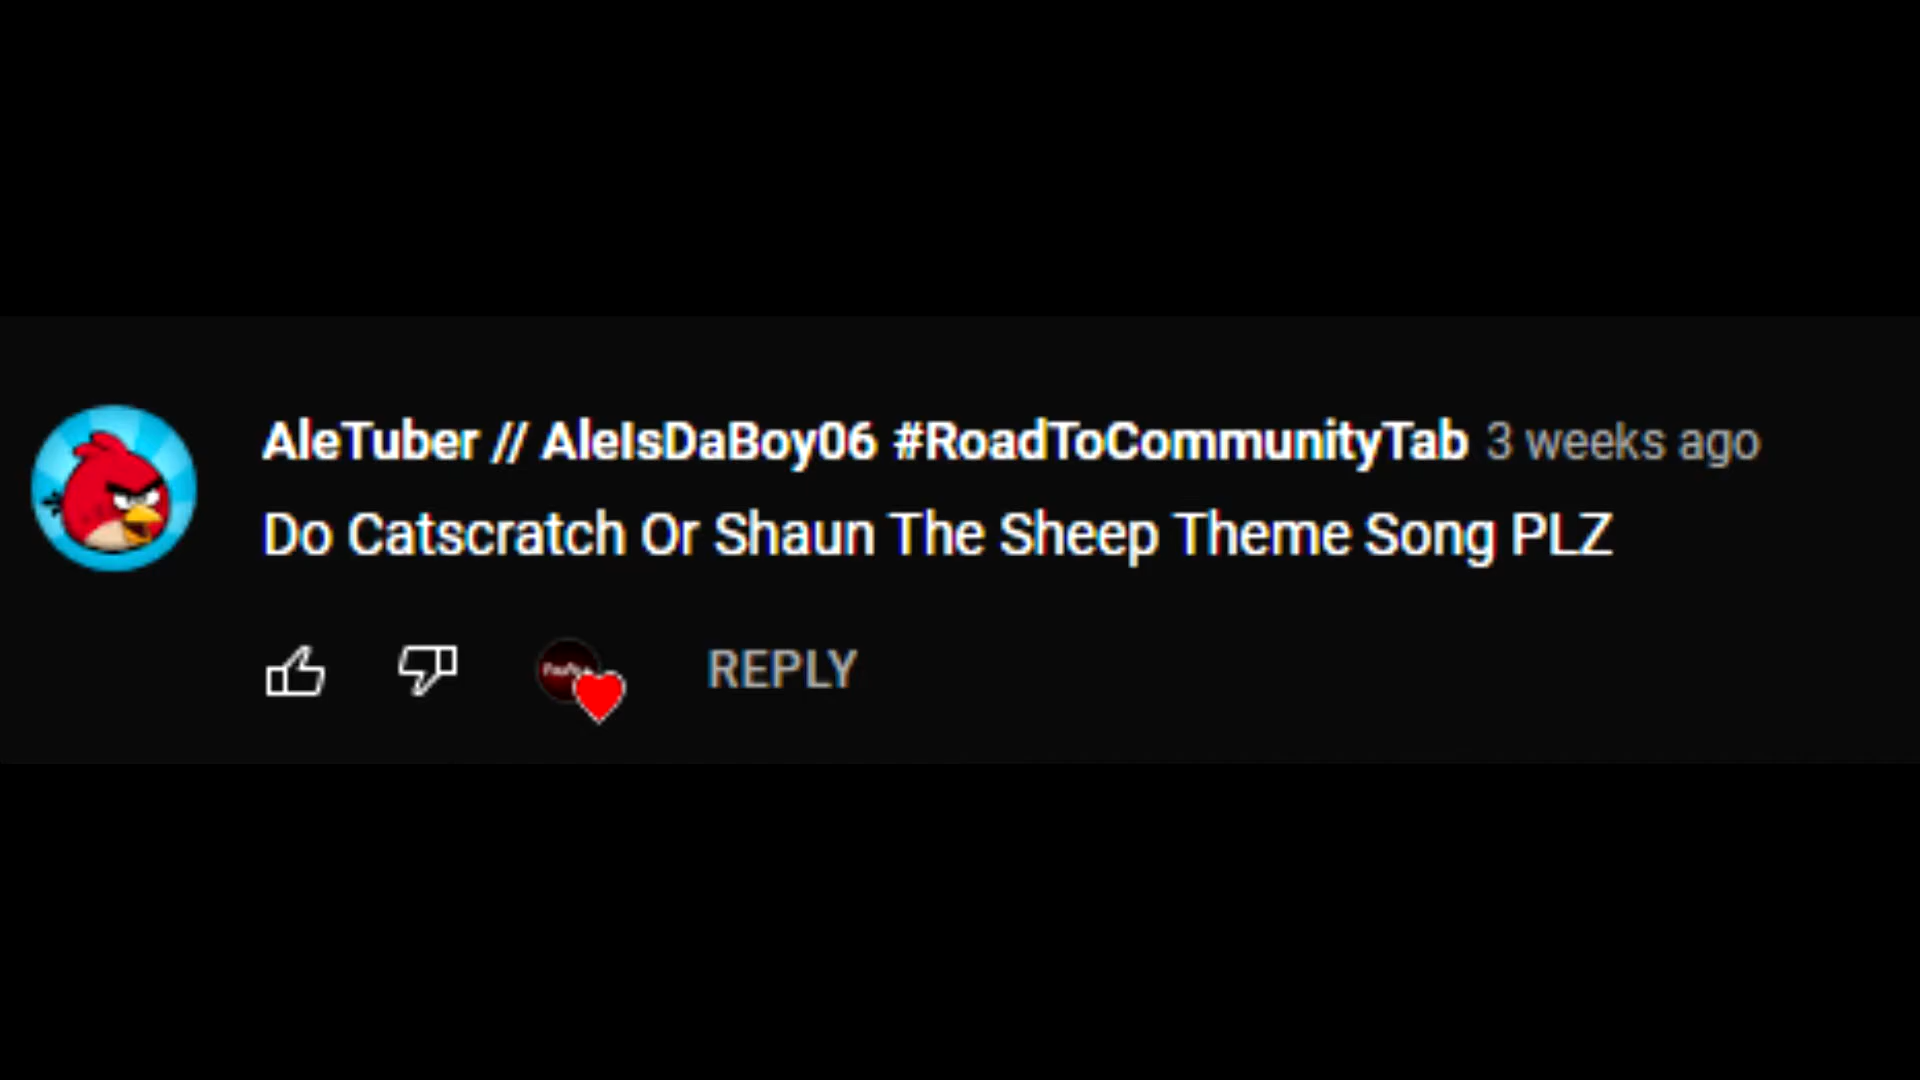 AleTuber // AleIsDaBoy06 #RoadToCommunityTab 3 weeks ago
Do Catscratch Or Shaun The Sheep Theme Song PLZ
REPLY